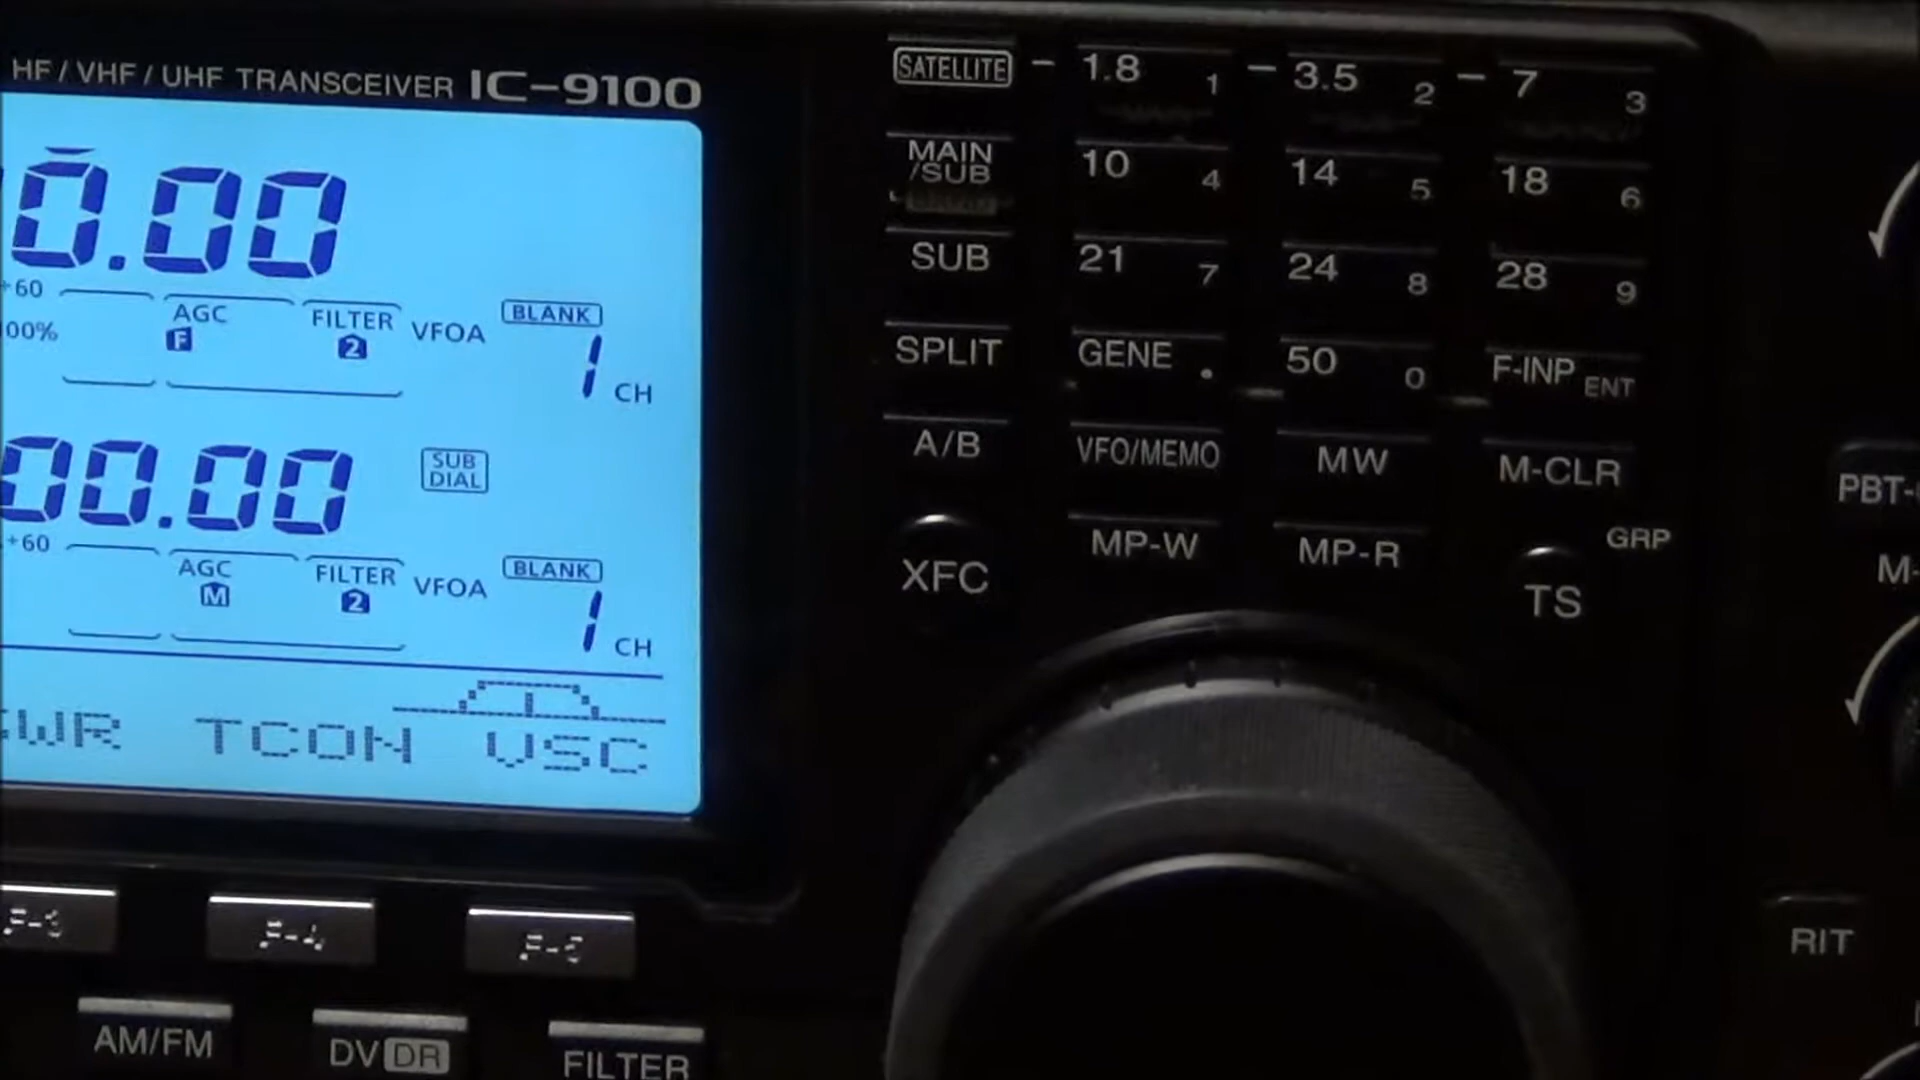 HF / VHF / UHF TRANSCEIVER IC-9100
0.00
+60
AGC
FILTER
VFOA
BLANK
00%
F
2
1 CH
00.00
SUB DIAL
+60
AGC
FILTER
VFOA
BLANK
M
2
1 CH
SWR TCON VSC
F-3 F-4 F-5
AM/FM DV DR FILTER
SATELLITE - 1.8 1 - 3.5 2 - 7 3
MAIN /SUB 10 4 14 5 18 6
SUB 21 7 24 8 28 9
SPLIT GENE . 50 0 F-INP ENT
A/B VFO/MEMO MW M-CLR
XFC MP-W MP-R GRP
TS
PBT-
M-
RIT